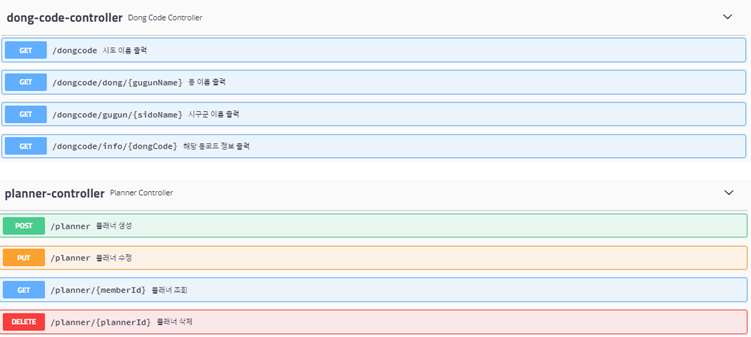 dong-code-controller Dong Code Controller
GET /dongcode 시도 이름 출력
GET /dongcode/dong/{gugunName} 동 이름 출력
GET /dongcode/gugun/{sidoName} 시구군 이름 출력
GET /dongcode/info/{dongCode} 해당 동코드 정보 출력
planner-controller Planner Controller
POST /planner 플래너 생성
PUT /planner 플래너 수정
GET /planner/{memberId} 플래너 조회
DELETE /planner/{plannerId} 플래너 삭제